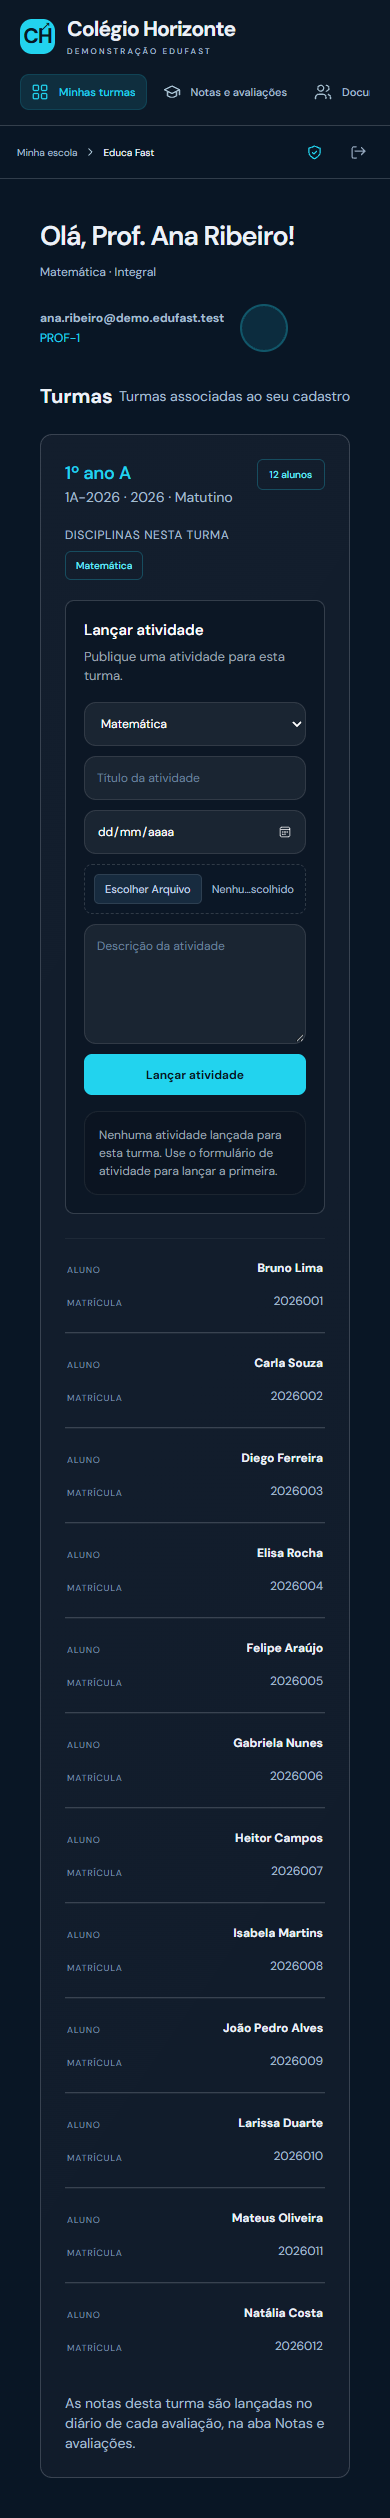 CH
Colégio Horizonte
DEMONSTRAÇÃO EDUFAST
Minhas turmas
Notas e avaliações
Docu
Minha escola > Educa Fast
Olá, Prof. Ana Ribeiro!
Matemática · Integral
ana.ribeiro@demo.edufast.test
PROF-1
Turmas
Turmas associadas ao seu cadastro
1º ano A
12 alunos
1A-2026 · 2026 · Matutino
DISCIPLINAS NESTA TURMA
Matemática
Lançar atividade
Publique uma atividade para esta
turma.
Matemática
Título da atividade
dd/mm/aaaa
Escolher Arquivo
Nenhu...scolhido
Descrição da atividade
Lançar atividade
Nenhuma atividade lançada para
esta turma. Use o formulário de
atividade para lançar a primeira.
ALUNO Bruno Lima
MATRÍCULA 2026001
ALUNO Carla Souza
MATRÍCULA 2026002
ALUNO Diego Ferreira
MATRÍCULA 2026003
ALUNO Elisa Rocha
MATRÍCULA 2026004
ALUNO Felipe Araújo
MATRÍCULA 2026005
ALUNO Gabriela Nunes
MATRÍCULA 2026006
ALUNO Heitor Campos
MATRÍCULA 2026007
ALUNO Isabela Martins
MATRÍCULA 2026008
ALUNO João Pedro Alves
MATRÍCULA 2026009
ALUNO Larissa Duarte
MATRÍCULA 2026010
ALUNO Mateus Oliveira
MATRÍCULA 2026011
ALUNO Natália Costa
MATRÍCULA 2026012
As notas desta turma são lançadas no
diário de cada avaliação, na aba Notas e
avaliações.